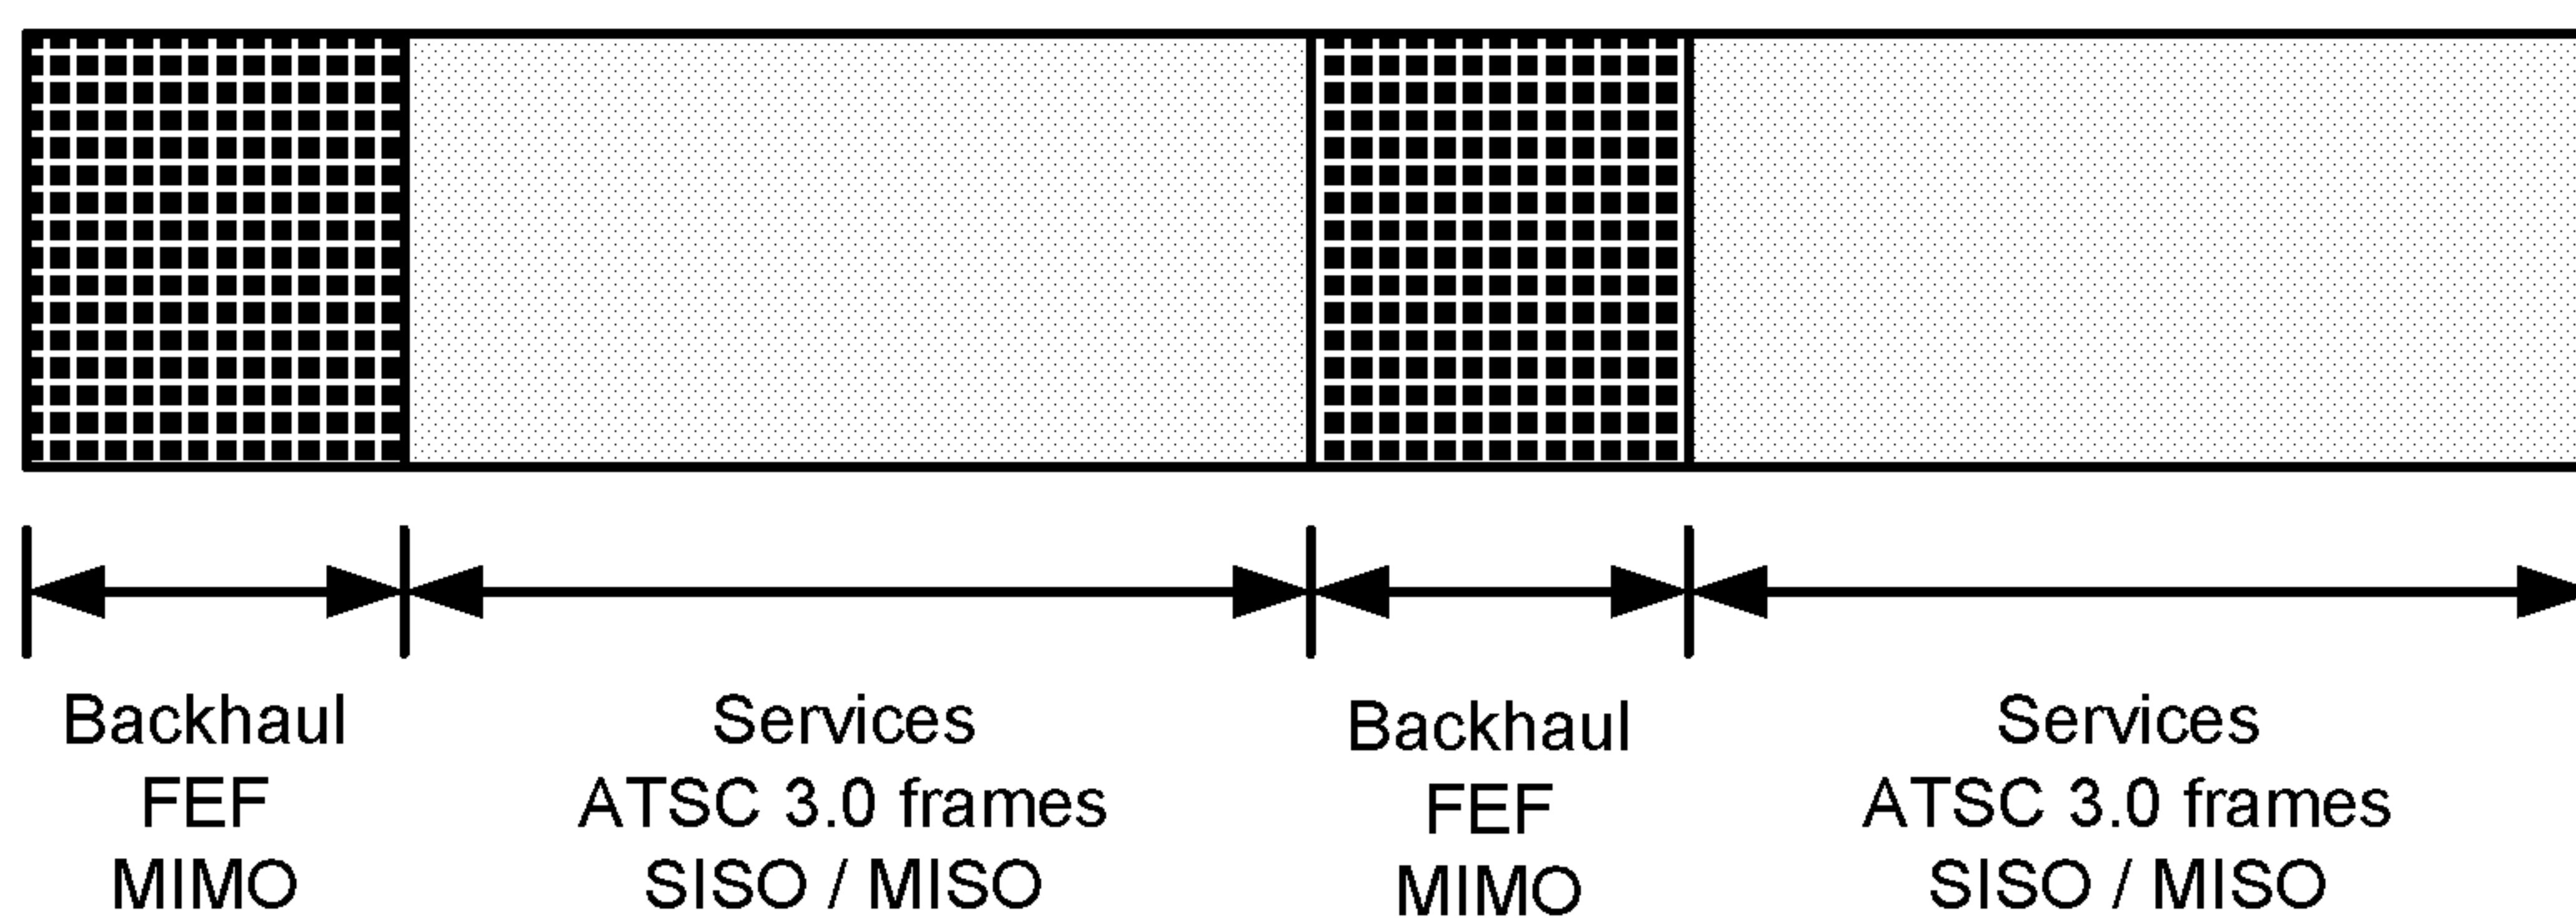 Backhaul
FEF
MIMO
Services
ATSC 3.0 frames
SISO / MISO
Backhaul
FEF
MIMO
Services
ATSC 3.0 frames
SISO / MISO